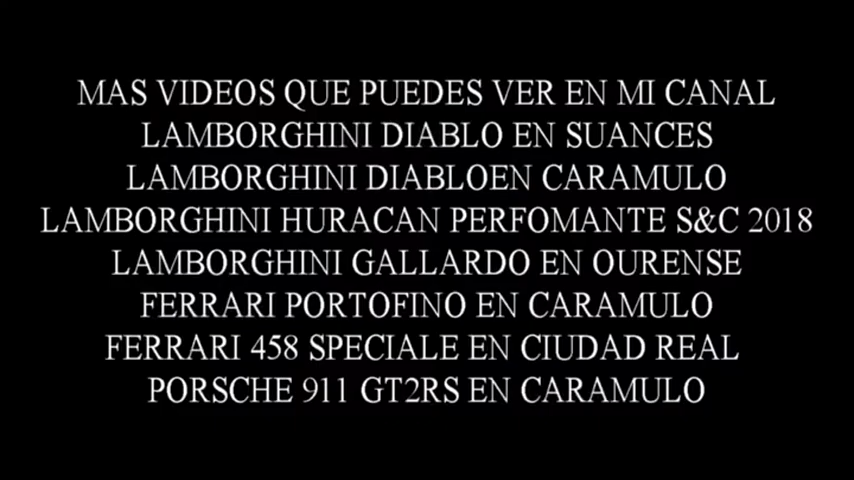 MAS VIDEOS QUE PUEDES VER EN MI CANAL
LAMBORGHINI DIABLO EN SUANCES
LAMBORGHINI DIABLOEN CARAMULO
LAMBORGHINI HURACAN PERFOMANTE S&C 2018
LAMBORGHINI GALLARDO EN OURENSE
FERRARI PORTOFINO EN CARAMULO
FERRARI 458 SPECIALE EN CIUDAD REAL
PORSCHE 911 GT2RS EN CARAMULO